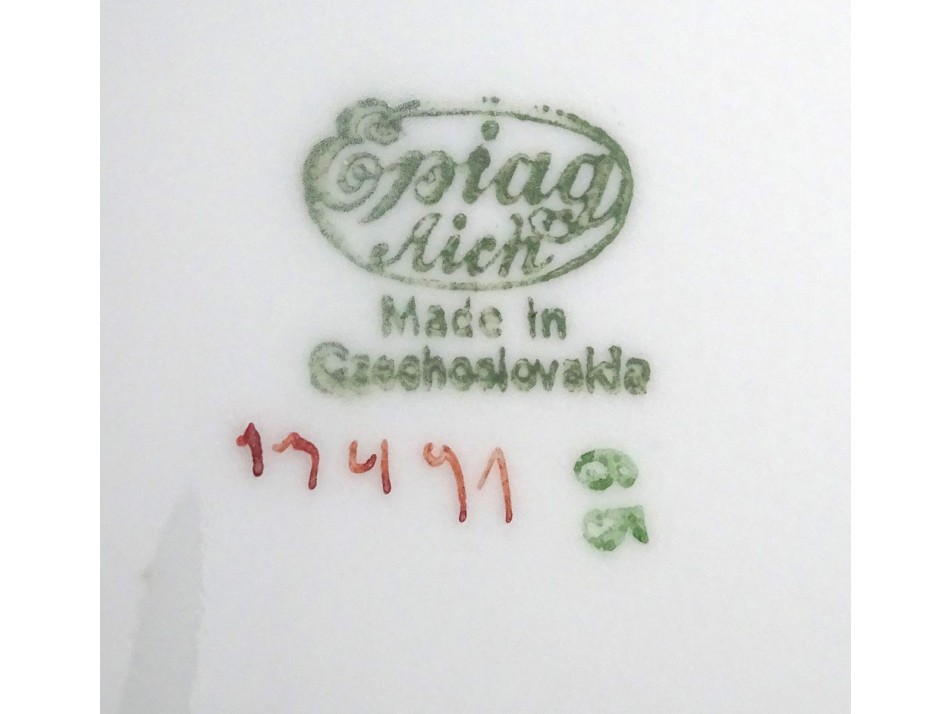 Epiag
Aich
Made in
Czechoslovakia
17491